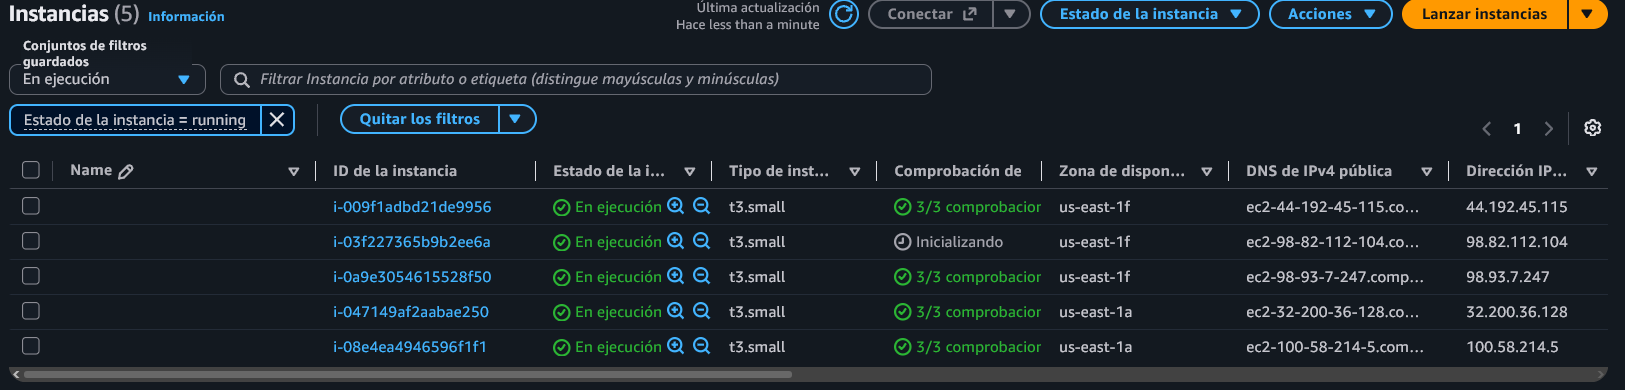 Instancias (5) Información
Última actualización
Hace less than a minute
Conectar
Estado de la instancia
Acciones
Lanzar instancias
Conjuntos de filtros
guardados
En ejecución
Filtrar Instancia por atributo o etiqueta (distingue mayúsculas y minúsculas)
Estado de la instancia = running
Quitar los filtros
1
Name ID de la instancia Estado de la i... Tipo de inst... Comprobación de Zona de dispon... DNS de IPv4 pública Dirección IP...
i-009f1adbd21de9956 En ejecución t3.small 3/3 comprobacior us-east-1f ec2-44-192-45-115.co... 44.192.45.115
i-03f227365b9b2ee6a En ejecución t3.small Inicializando us-east-1f ec2-98-82-112-104.co... 98.82.112.104
i-0a9e3054615528f50 En ejecución t3.small 3/3 comprobacior us-east-1f ec2-98-93-7-247.comp... 98.93.7.247
i-047149af2aabae250 En ejecución t3.small 3/3 comprobacior us-east-1a ec2-32-200-36-128.co... 32.200.36.128
i-08e4ea4946596f1f1 En ejecución t3.small 3/3 comprobacior us-east-1a ec2-100-58-214-5.com... 100.58.214.5